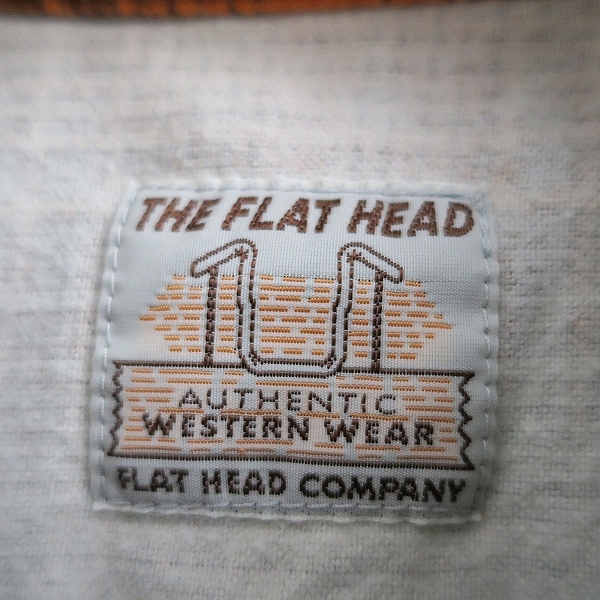 THE FLAT HEAD
AUTHENTIC
WESTERN WEAR
FLAT HEAD COMPANY